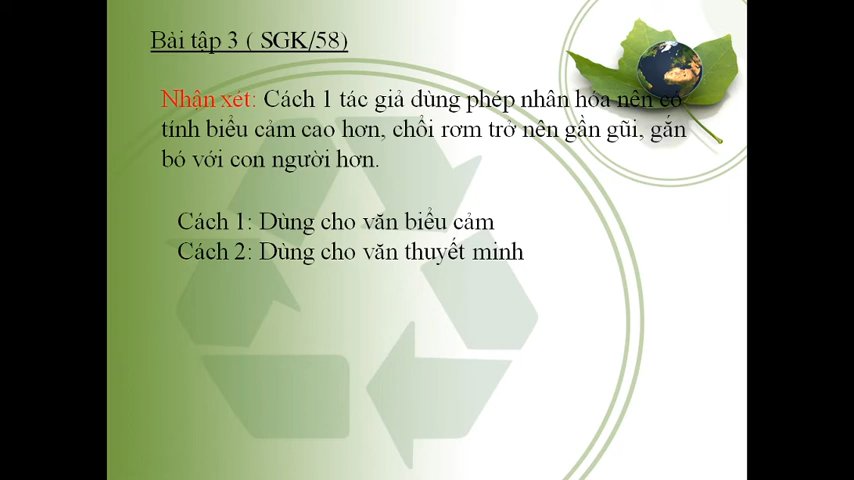 Bài tập 3 ( SGK/58)
Nhận xét: Cách 1 tác giả dùng phép nhân hóa nên có
tính biểu cảm cao hơn, chổi rơm trở nên gần gũi, gắn
bó với con người hơn.
Cách 1: Dùng cho văn biểu cảm
Cách 2: Dùng cho văn thuyết minh